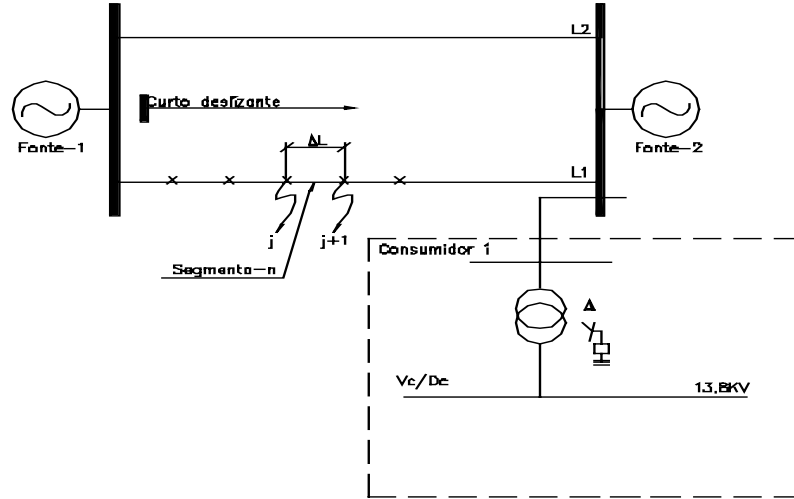 L2
Curto deslizante
Fonte-1
ΔL
Fonte-2
L1
j
j+1
Segmento-n
Consumidor 1
Δ
Vc/Dc
13,8KV